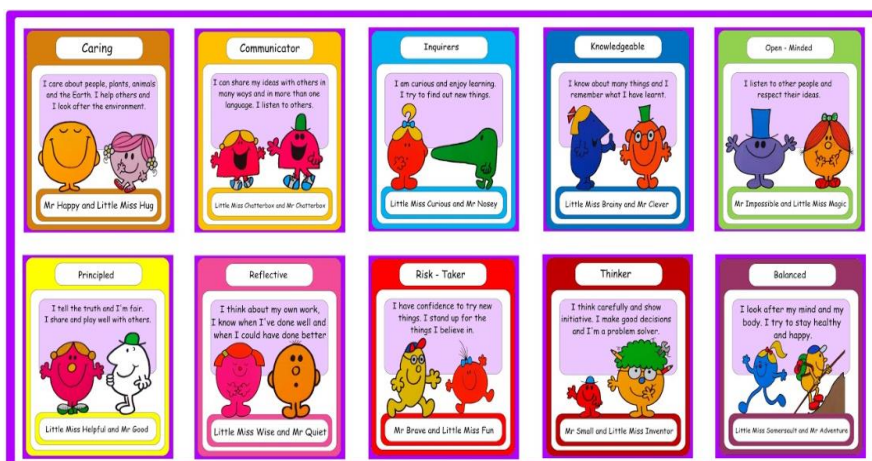 Caring
I care about people, plants, animals
and the Earth. I help others and
I look after the environment.
Mr Happy and Little Miss Hug
Communicator
I can share my ideas with others in
many ways and in more than one
language. I listen to others.
Little Miss Chatterbox and Mr Chatterbox
Inquirers
I am curious and enjoy learning.
I try to find out new things.
Little Miss Curious and Mr Nosey
Knowledgeable
I know about many things and I
remember what I have learnt.
Little Miss Brainy and Mr Clever
Open - Minded
I listen to other people and
respect their ideas.
Mr Impossible and Little Miss Magic
Principled
I tell the truth and I'm fair.
I share and play well with others.
Little Miss Helpful and Mr Good
Reflective
I think about my own work,
I know when I've done well and
when I could have done better
Little Miss Wise and Mr Quiet
Risk - Taker
I have confidence to try new
things. I stand up for the
things I believe in.
Mr Brave and Little Miss Fun
Thinker
I think carefully and show
initiative. I make good decisions
and I'm a problem solver.
Mr Small and Little Miss Inventor
Balanced
I look after my mind and my
body. I try to stay healthy
and happy.
Little Miss Somersault and Mr Adventure